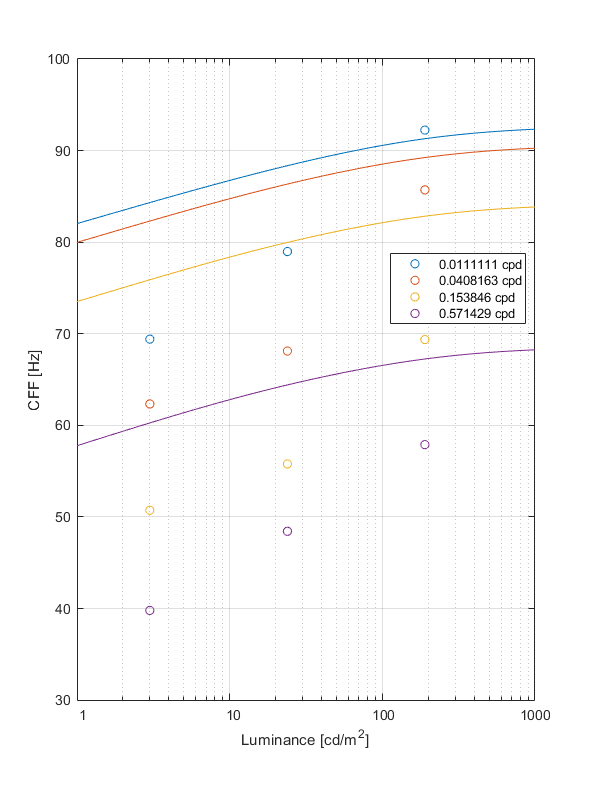 100
90
80
70
60
50
40
30
CFF [Hz]
0.0111111 cpd
0.0408163 cpd
0.153846 cpd
0.571429 cpd
1 10 100 1000
Luminance [cd/m²]